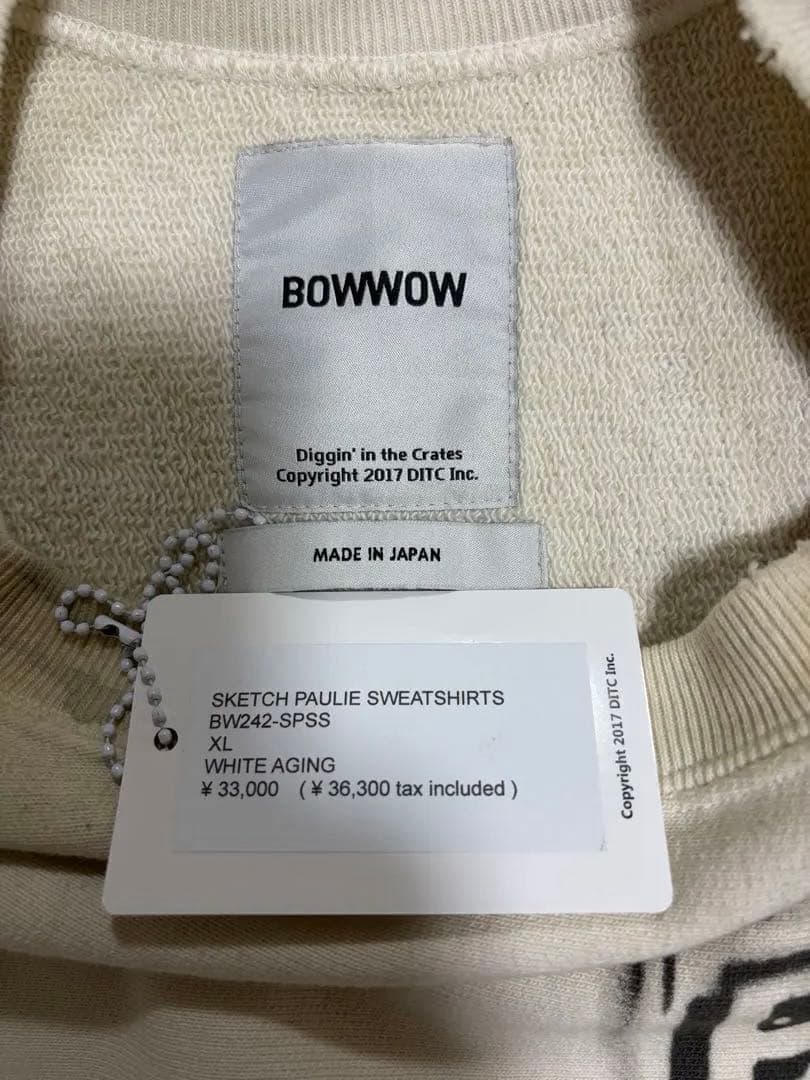 BOWWOW
Diggin' in the Crates
Copyright 2017 DITC Inc.
MADE IN JAPAN
SKETCH PAULIE SWEATSHIRTS
BW242-SPSS
XL
WHITE AGING
¥ 33,000 (¥ 36,300 tax included )
Copyright 2017 DITC Inc.